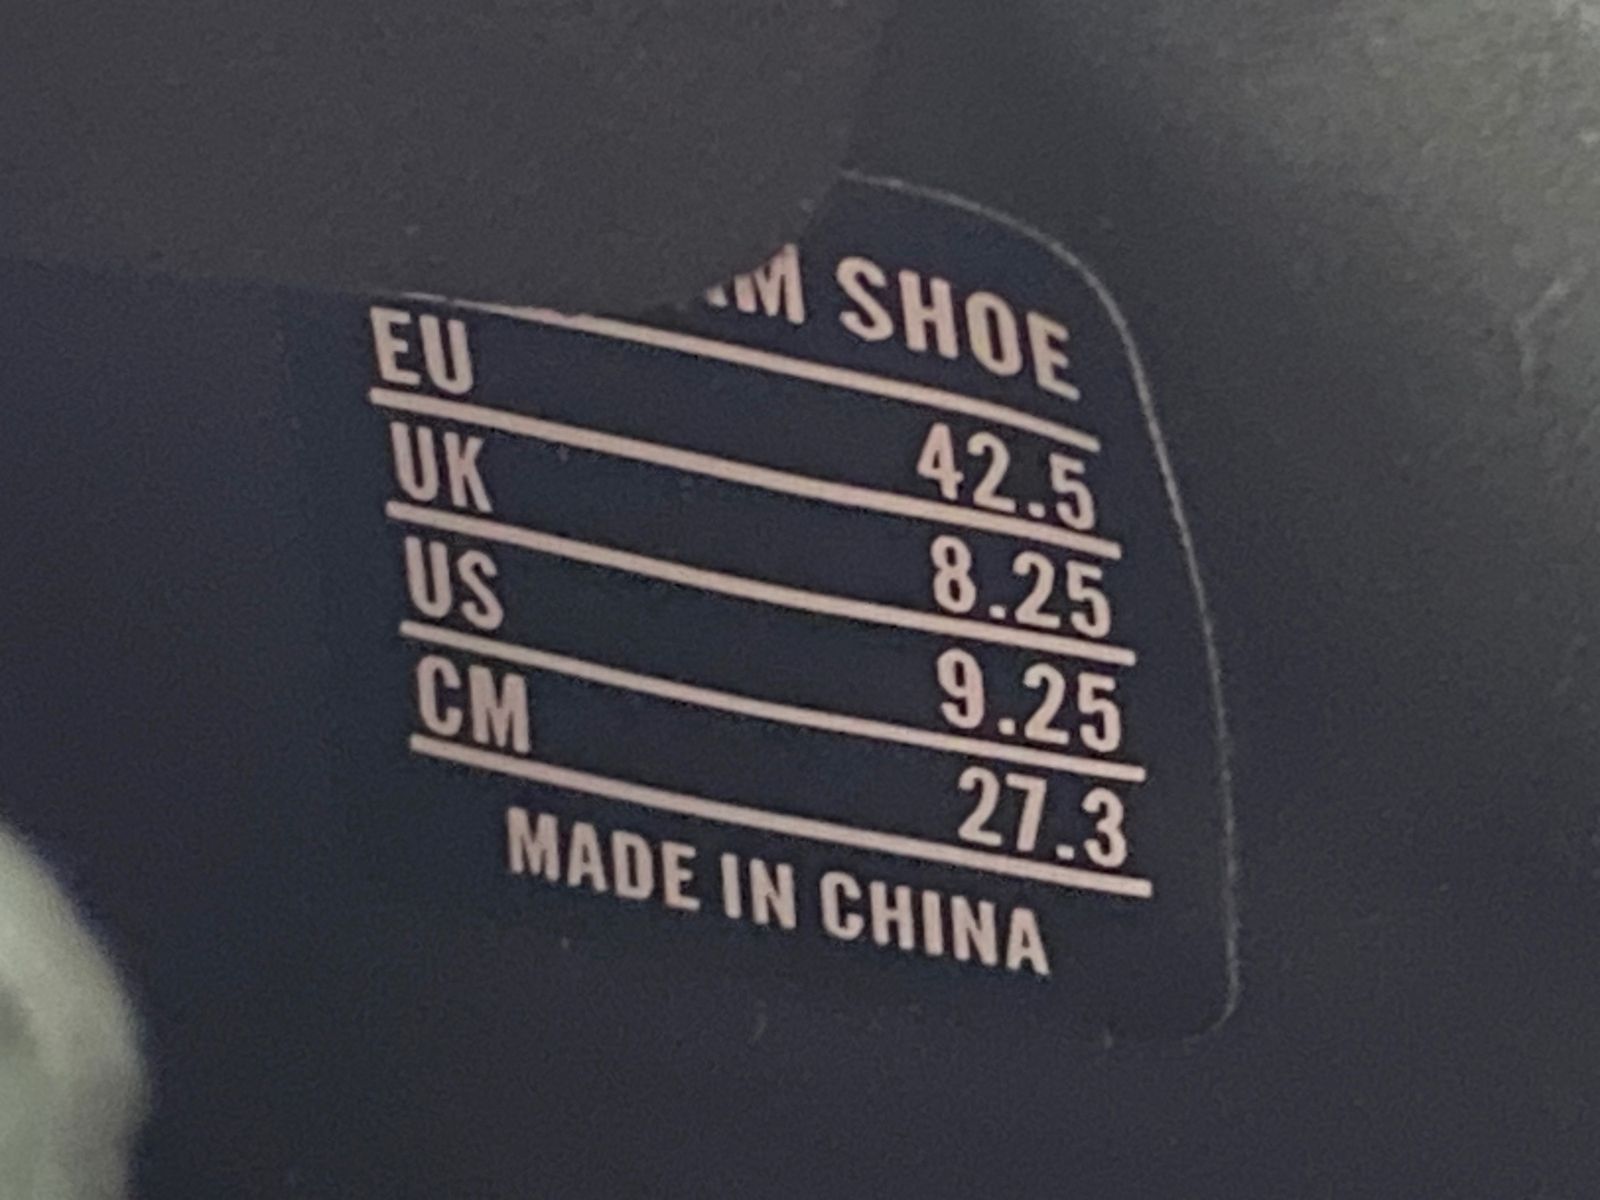 SHOE
EU 42.5
UK 8.25
US 9.25
CM 27.3
MADE IN CHINA